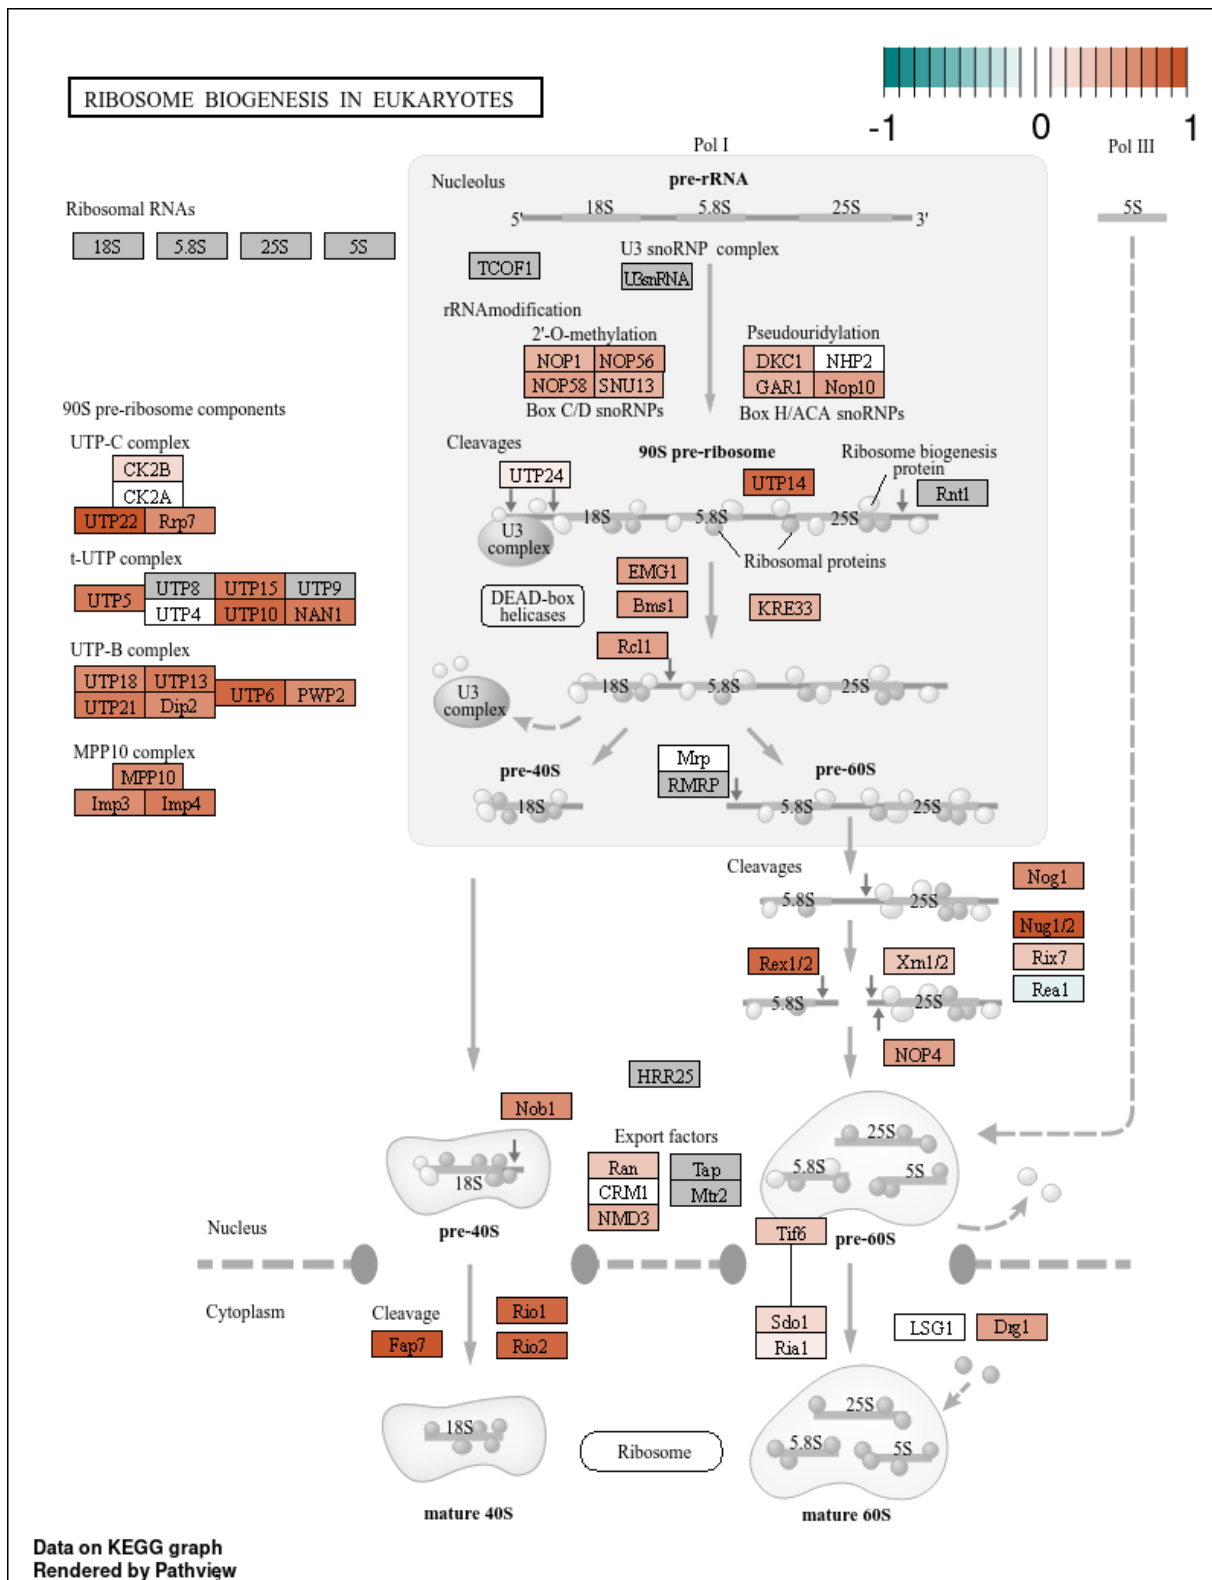 RIBOSOME BIOGENESIS IN EUKARYOTES
-1 0 1
Pol I
Pol III
Nucleolus
pre-rRNA
Ribosomal RNAs
18S 5.8S 25S 5S
5' 18S 5.8S 25S 3'
5S
TCOF1
U3 snoRNP complex
U3snRNA
rRNAmodification
2'-O-methylation
NOP1 NOP56
NOP58 SNU13
Box C/D snoRNPs
Pseudouridylation
DKC1 NHP2
GAR1 Nop10
Box H/ACA snoRNPs
90S pre-ribosome components
UTP-C complex
CK2B
CK2A
UTP22 Rrp7
t-UTP complex
UTP5
UTP8 UTP15 UTP9
UTP4 UTP10 NAN1
UTP-B complex
UTP18 UTP13
UTP21 Dip2
UTP6 PWP2
MPP10 complex
MPP10
Imp3 Imp4
Cleavages
UTP24
90S pre-ribosome
UTP14
Ribosome biogenesis
protein
Rnt1
18S 5.8S 25S
U3
complex
Ribosomal proteins
EMG1
DEAD-box
helicases
Bms1
KRE33
Rcl1
18S 5.8S 25S
U3
complex
pre-40S
Mrp
RMRP
pre-60S
18S
5.8S 25S
Cleavages
5.8S 25S
Nog1
Nug1/2
Rix7
Rea1
Rex1/2
Xrn1/2
5.8S
25S
NOP4
HRR25
Nob1
Export factors
Ran
CRM1
NMD3
Tap
Mtr2
18S
pre-40S
25S
5.8S
5S
Tif6
pre-60S
Nucleus
Cytoplasm
Cleavage
Fap7
Rio1
Rio2
Sdo1
Ria1
LSG1
Drg1
18S
mature 40S
Ribosome
25S
5.8S
5S
mature 60S
Data on KEGG graph
Rendered by Pathview